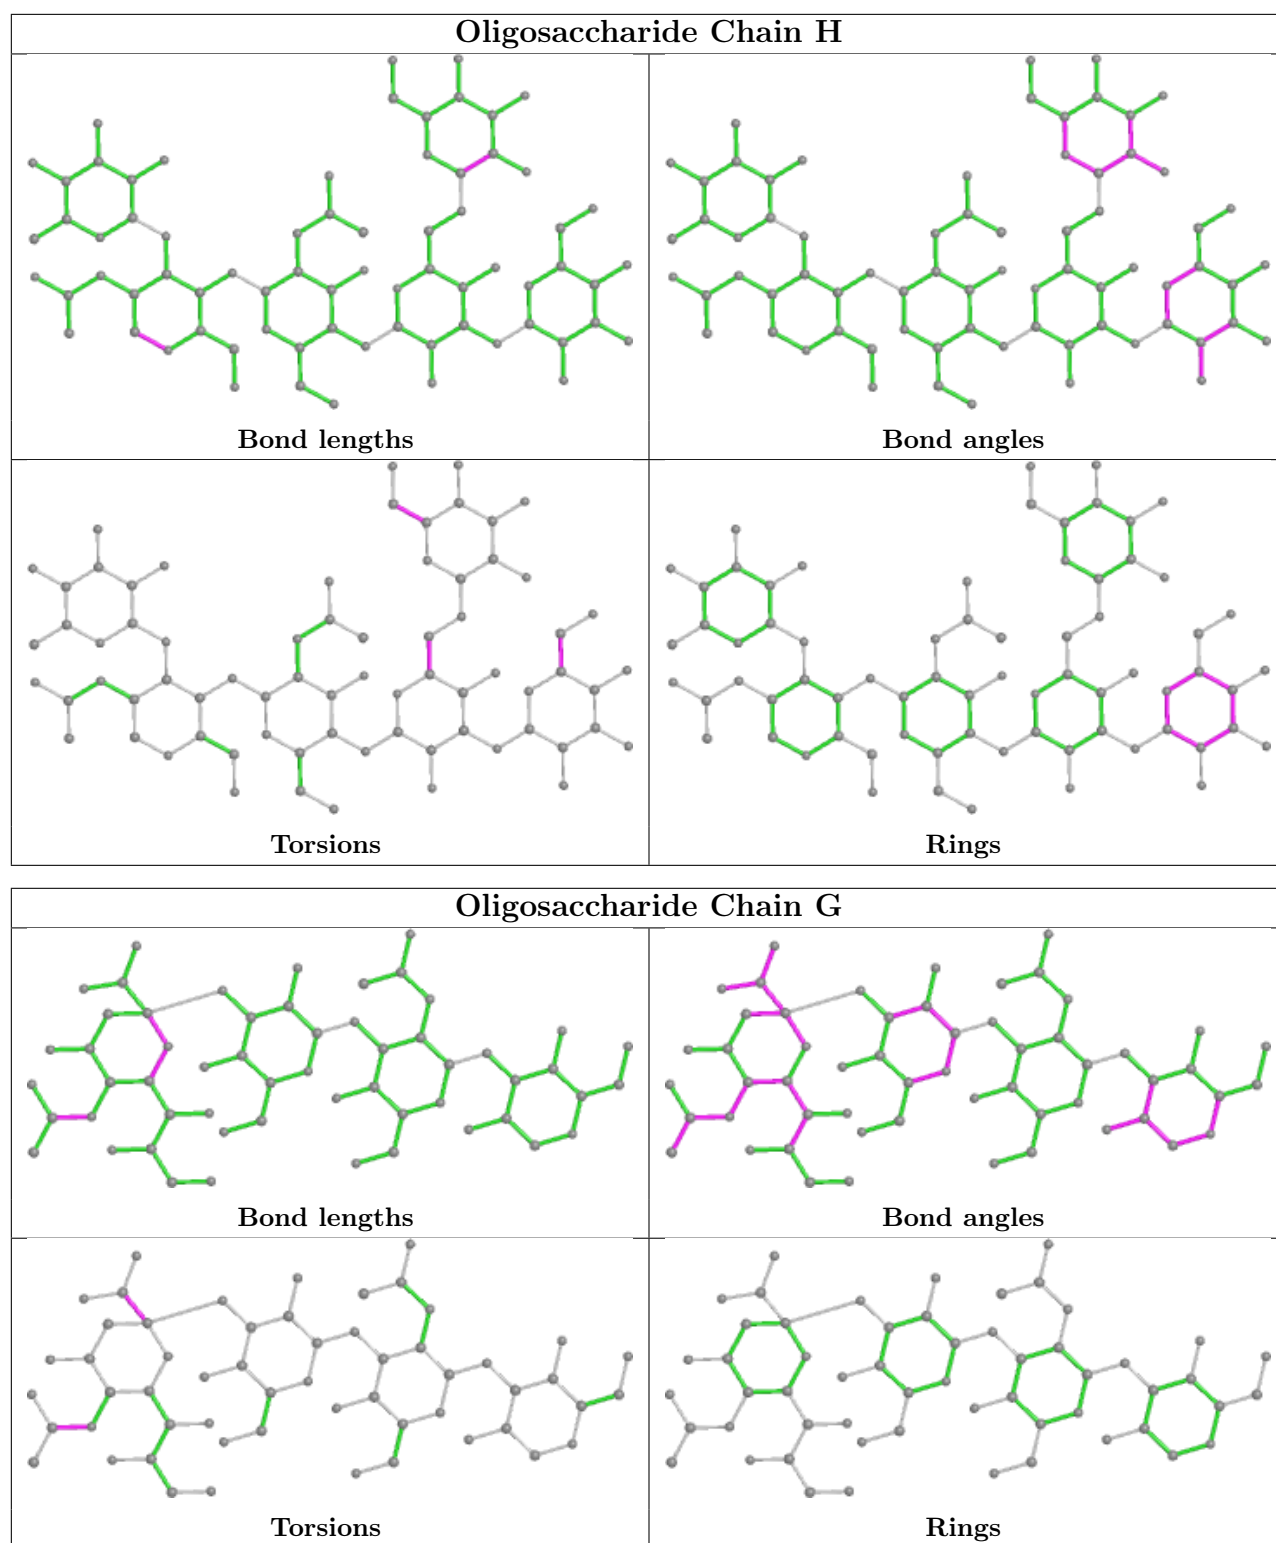 Oligosaccharide Chain H
Bond lengths
Bond angles
Torsions
Rings
Oligosaccharide Chain G
Bond lengths
Bond angles
Torsions
Rings